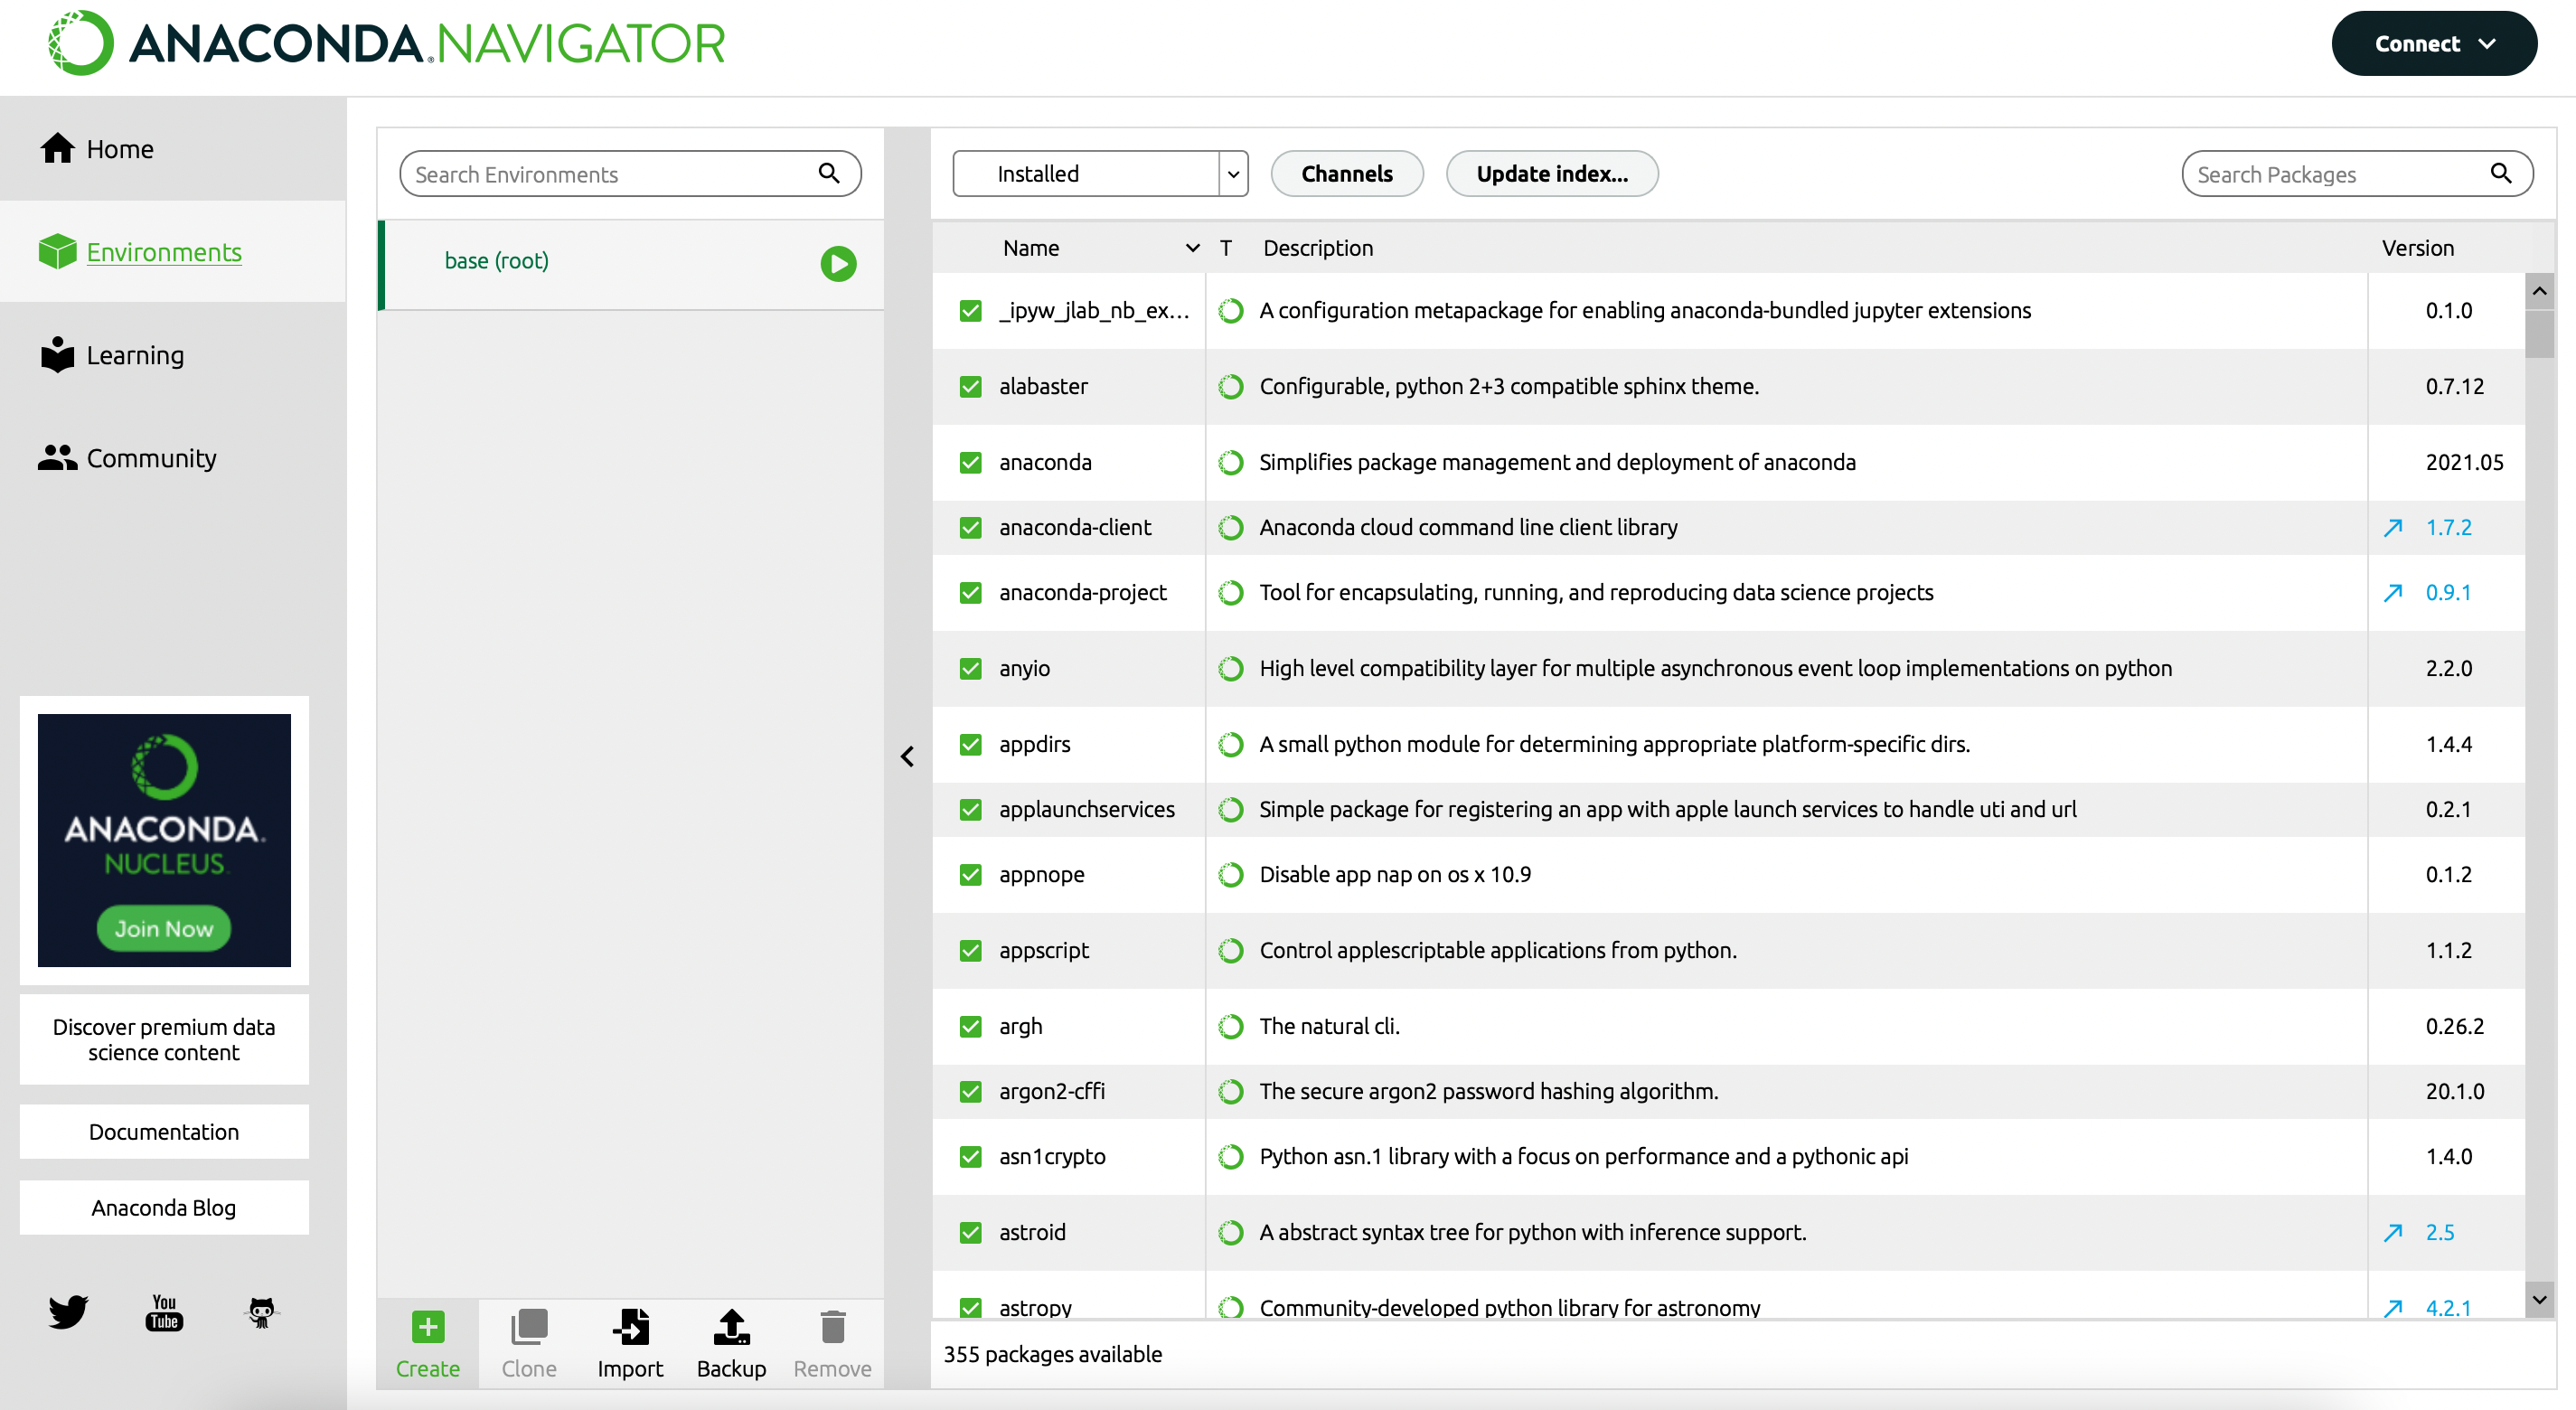 ANACONDA.NAVIGATOR
Connect
Home
Environments
Learning
Community
ANACONDA.
NUCLEUS
Join Now
Discover premium data
science content
Documentation
Anaconda Blog
You
Tube
Search Environments
base (root)
Create
Clone
Import
Backup
Remove
Installed
Channels
Update index...
Search Packages
Name T Description Version
_ipyw_jlab_nb_ex... A configuration metapackage for enabling anaconda-bundled jupyter extensions 0.1.0
alabaster Configurable, python 2+3 compatible sphinx theme. 0.7.12
anaconda Simplifies package management and deployment of anaconda 2021.05
anaconda-client Anaconda cloud command line client library 1.7.2
anaconda-project Tool for encapsulating, running, and reproducing data science projects 0.9.1
anyio High level compatibility layer for multiple asynchronous event loop implementations on python 2.2.0
appdirs A small python module for determining appropriate platform-specific dirs. 1.4.4
applaunchservices Simple package for registering an app with apple launch services to handle uti and url 0.2.1
appnope Disable app nap on os x 10.9 0.1.2
appscript Control applescriptable applications from python. 1.1.2
argh The natural cli. 0.26.2
argon2-cffi The secure argon2 password hashing algorithm. 20.1.0
asn1crypto Python asn.1 library with a focus on performance and a pythonic api 1.4.0
astroid A abstract syntax tree for python with inference support. 2.5
astropy Community-developed python library for astronomy 4.2.1
355 packages available